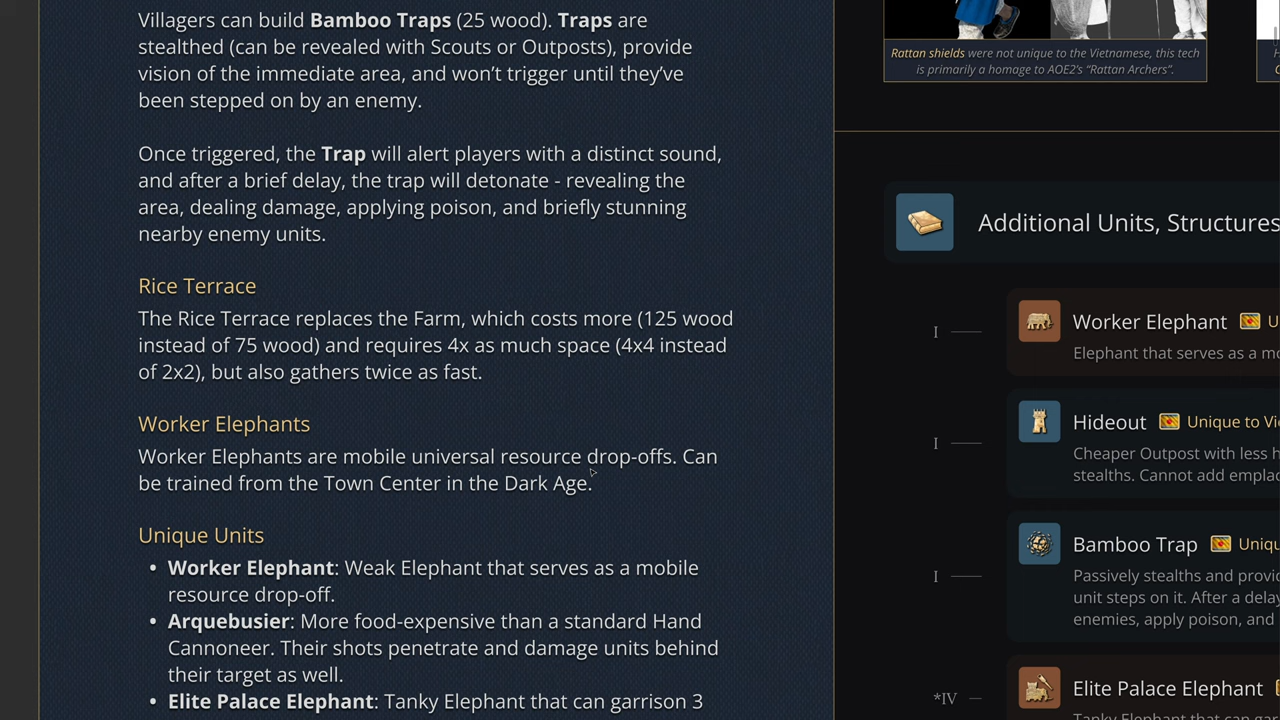 Villagers can build Bamboo Traps (25 wood). Traps are
stealthed (can be revealed with Scouts or Outposts), provide
vision of the immediate area, and won’t trigger until they’ve
been stepped on by an enemy.
Once triggered, the Trap will alert players with a distinct sound,
and after a brief delay, the trap will detonate - revealing the
area, dealing damage, applying poison, and briefly stunning
nearby enemy units.
Rice Terrace
The Rice Terrace replaces the Farm, which costs more (125 wood
instead of 75 wood) and requires 4x as much space (4x4 instead
of 2x2), but also gathers twice as fast.
Worker Elephants
Worker Elephants are mobile universal resource drop-offs. Can
be trained from the Town Center in the Dark Age.
Unique Units
• Worker Elephant: Weak Elephant that serves as a mobile
resource drop-off.
• Arquebusier: More food-expensive than a standard Hand
Cannoneer. Their shots penetrate and damage units behind
their target as well.
• Elite Palace Elephant: Tanky Elephant that can garrison 3
Rattan shields were not unique to the Vietnamese, this tech
is primarily a homage to AOE2’s “Rattan Archers”.
Additional Units, Structures
I
Worker Elephant U
Elephant that serves as a mo
I
Hideout Unique to Vi
Cheaper Outpost with less h
stealths. Cannot add emplac
I
Bamboo Trap Uniqu
Passively stealths and provid
unit steps on it. After a delay
enemies, apply poison, and
*IV
Elite Palace Elephant